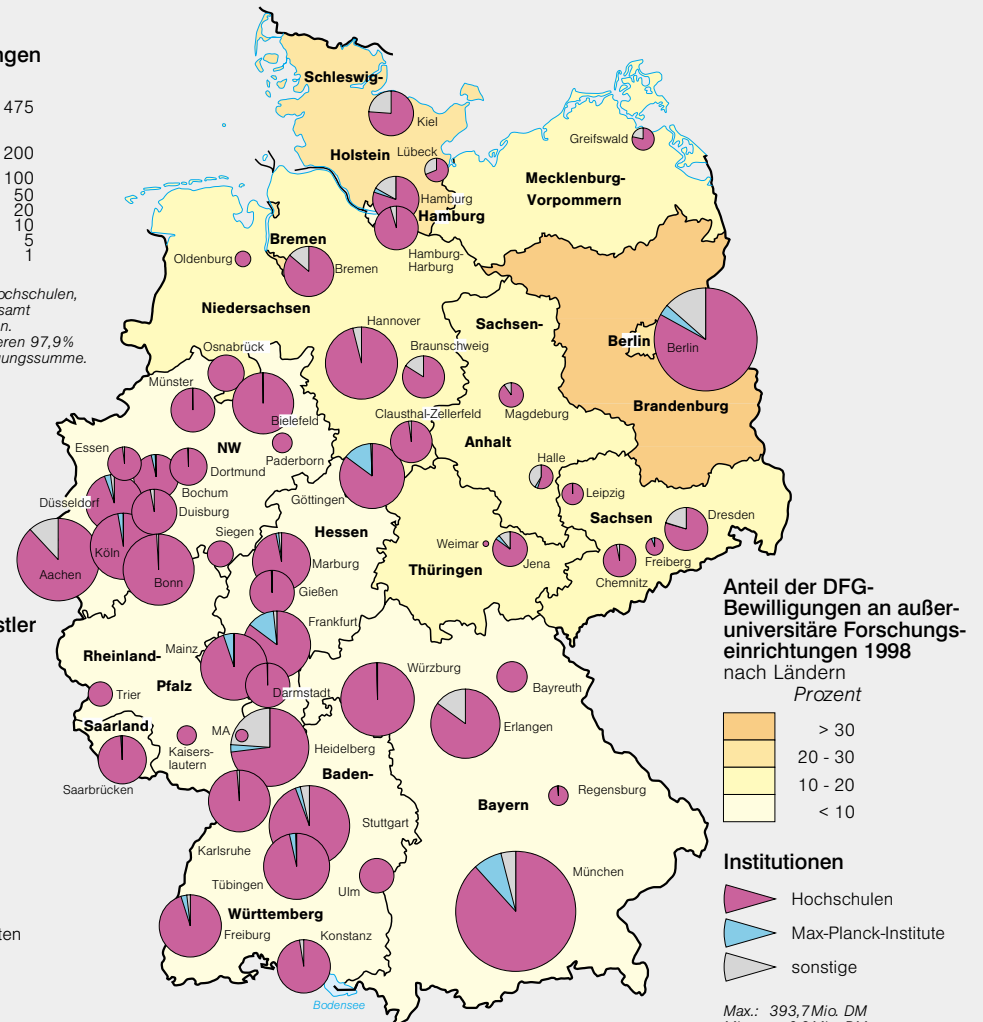 ngen
475
200
100
50
20
10
5
1
ochschulen,
samt
en.
eren 97,9%
gungssumme.
stler
ten
Schleswig-
Kiel
Holstein
Lübeck
Hamburg
Hamburg
Hamburg-
Harburg
Greifswald
Mecklenburg-
Vorpommern
Bremen
Oldenburg
Bremen
Niedersachsen
Hannover
Braunschweig
Sachsen-
Berlin
Berlin
Brandenburg
Osnabrück
Münster
Bielefeld
Clausthal-Zellerfeld
Magdeburg
Anhalt
NW
Paderborn
Essen
Dortmund
Bochum
Göttingen
Halle
Leipzig
Düsseldorf
Duisburg
Hessen
Sachsen
Dresden
Siegen
Köln
Aachen
Bonn
Marburg
Weimar
Jena
Freiberg
Chemnitz
Thüringen
Gießen
Frankfurt
Mainz
Rheinland-
Pfalz
Darmstadt
Würzburg
Bayreuth
Trier
Saarland
MA
Kaisers-
lautern
Heidelberg
Erlangen
Saarbrücken
Baden-
Bayern
Regensburg
Stuttgart
Karlsruhe
Tübingen
Ulm
München
Württemberg
Freiburg
Konstanz
Bodensee
Anteil der DFG-
Bewilligungen an außer-
universitäre Forschungs-
einrichtungen 1998
nach Ländern
Prozent
> 30
20 - 30
10 - 20
< 10
Institutionen
Hochschulen
Max-Planck-Institute
sonstige
Max.: 393,7 Mio. DM